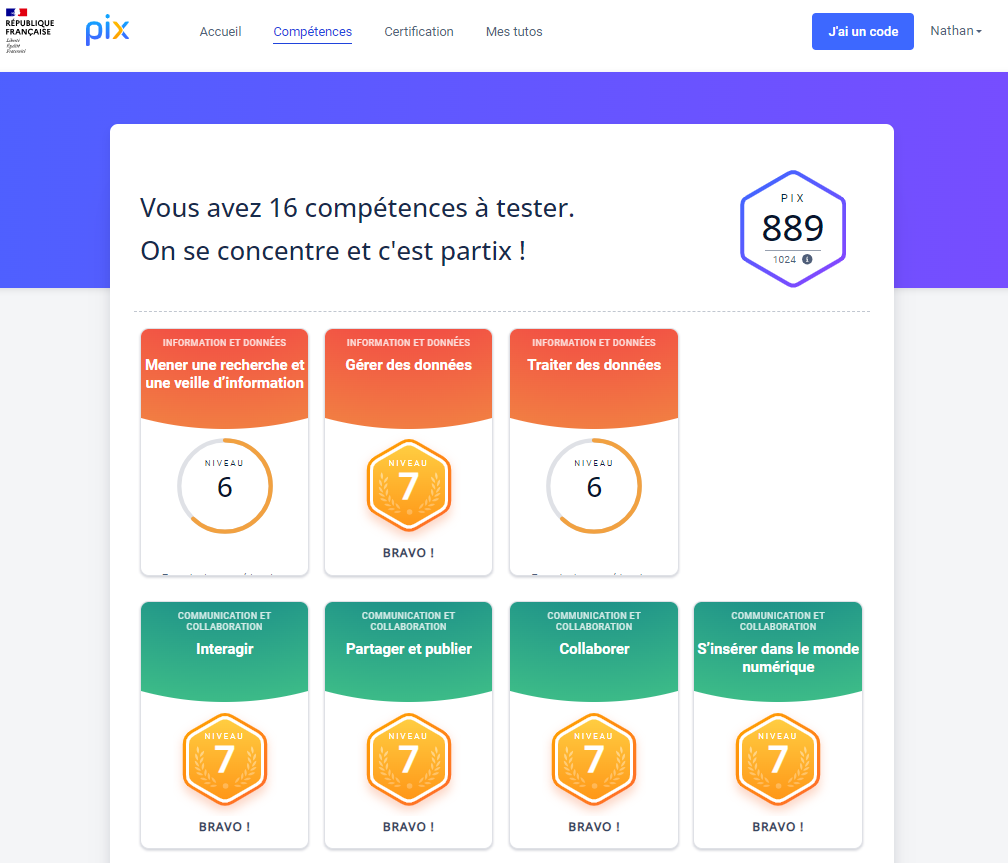 RÉPUBLIQUE
FRANÇAISE
Liberté
Égalité
Fraternité
pix
Accueil
Compétences
Certification
Mes tutos
J'ai un code
Nathan
Vous avez 16 compétences à tester.
On se concentre et c'est partix !
PIX
889
1024
INFORMATION ET DONNÉES
Mener une recherche et
une veille d'information
NIVEAU
6
INFORMATION ET DONNÉES
Gérer des données
NIVEAU
7
BRAVO !
INFORMATION ET DONNÉES
Traiter des données
NIVEAU
6
COMMUNICATION ET
COLLABORATION
Interagir
NIVEAU
7
BRAVO !
COMMUNICATION ET
COLLABORATION
Partager et publier
NIVEAU
7
BRAVO !
COMMUNICATION ET
COLLABORATION
Collaborer
NIVEAU
7
BRAVO !
COMMUNICATION ET
COLLABORATION
S'insérer dans le monde
numérique
NIVEAU
7
BRAVO !